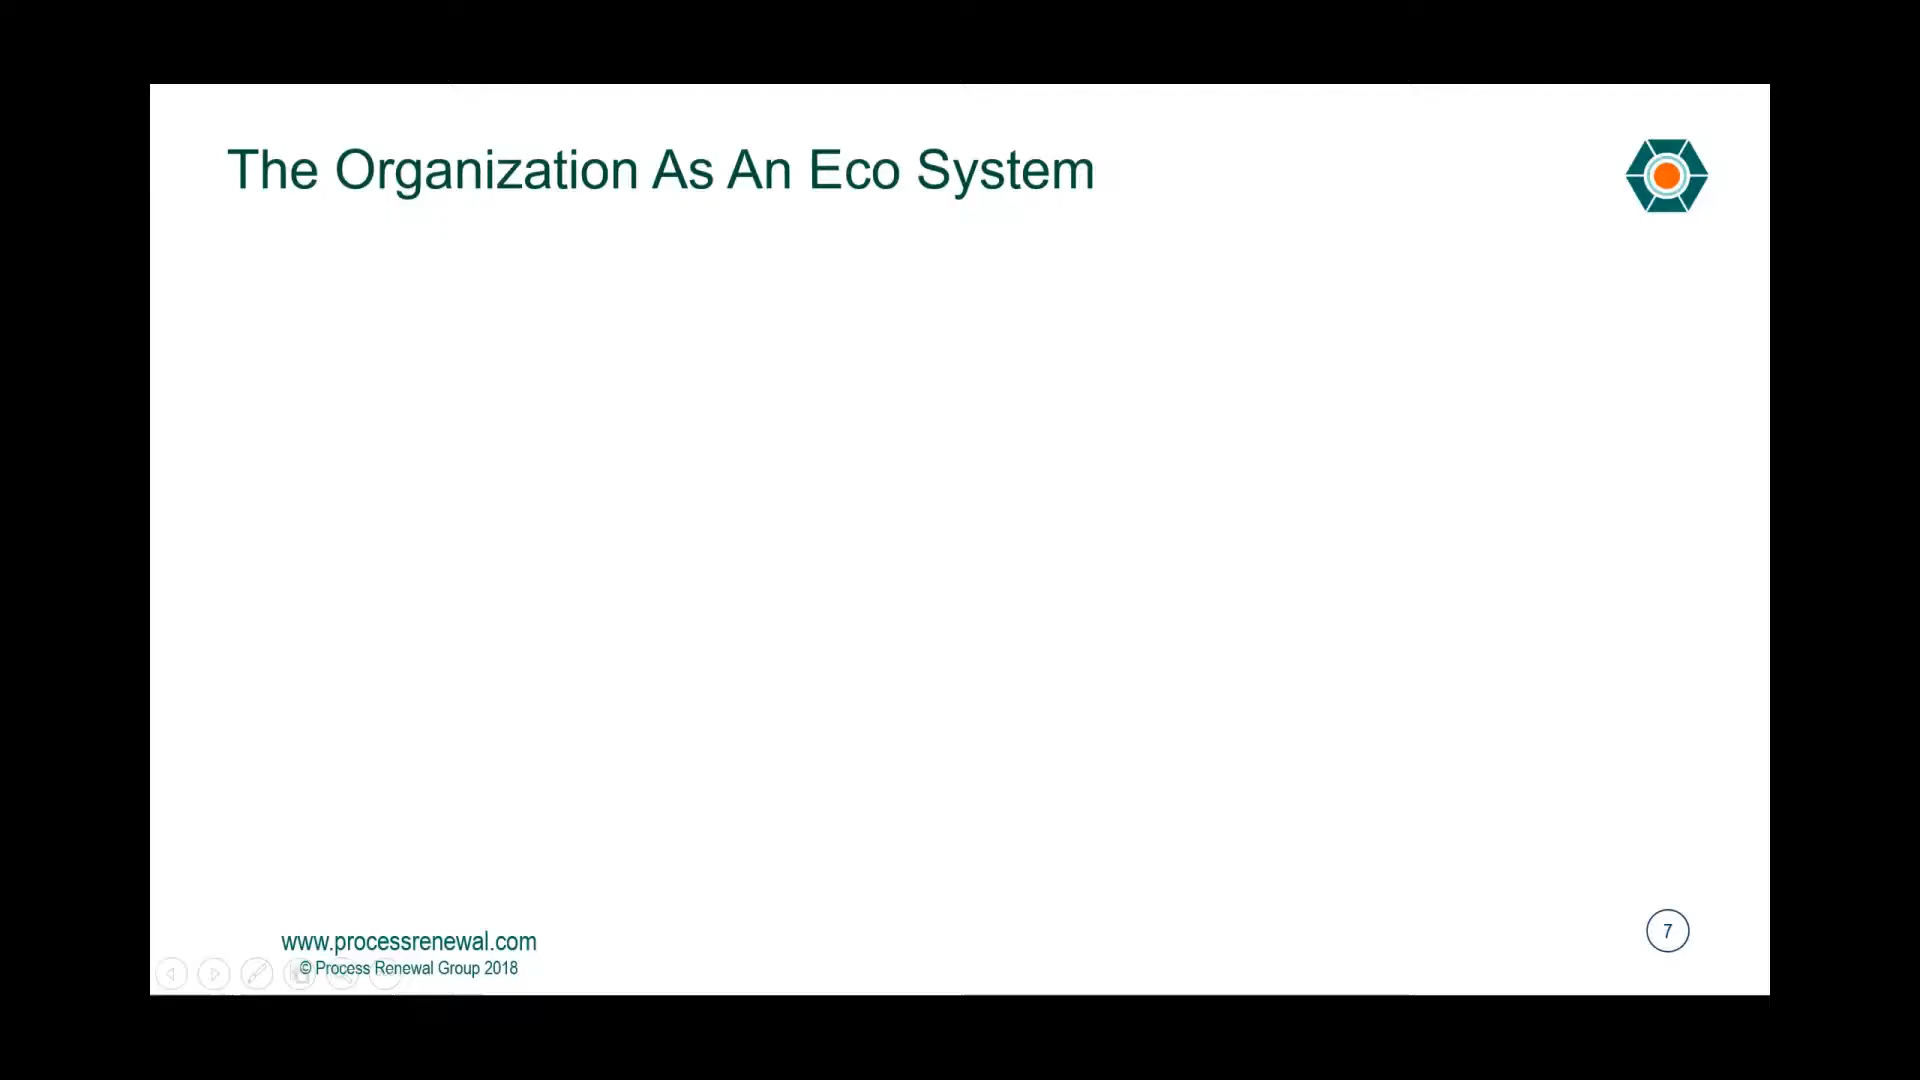 The Organization As An Eco System
www.processrenewal.com
© Process Renewal Group 2018
7